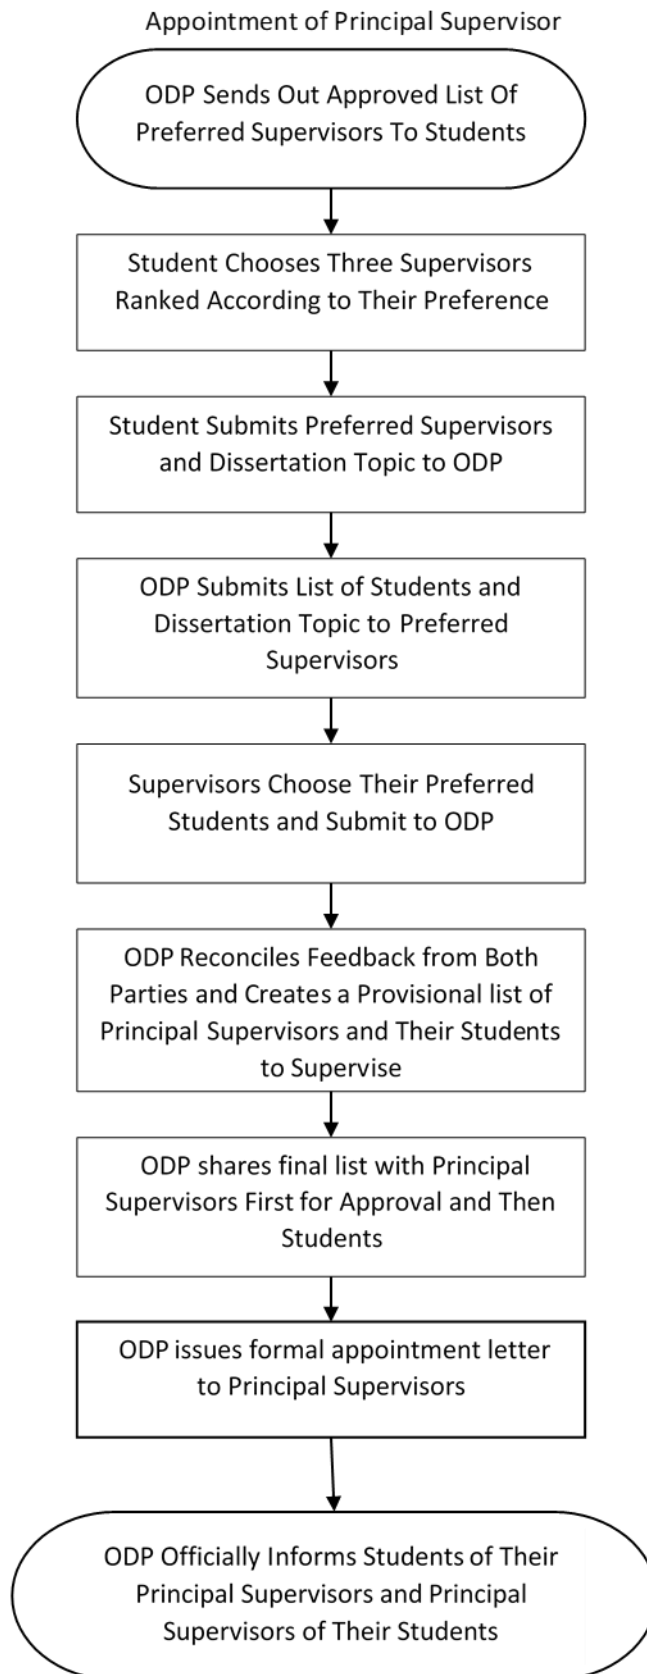 Appointment of Principal Supervisor
ODP Sends Out Approved List Of
Preferred Supervisors To Students
Student Chooses Three Supervisors
Ranked According to Their Preference
Student Submits Preferred Supervisors
and Dissertation Topic to ODP
ODP Submits List of Students and
Dissertation Topic to Preferred
Supervisors
Supervisors Choose Their Preferred
Students and Submit to ODP
ODP Reconciles Feedback from Both
Parties and Creates a Provisional list of
Principal Supervisors and Their Students
to Supervise
ODP shares final list with Principal
Supervisors First for Approval and Then
Students
ODP issues formal appointment letter
to Principal Supervisors
ODP Officially Informs Students of Their
Principal Supervisors and Principal
Supervisors of Their Students